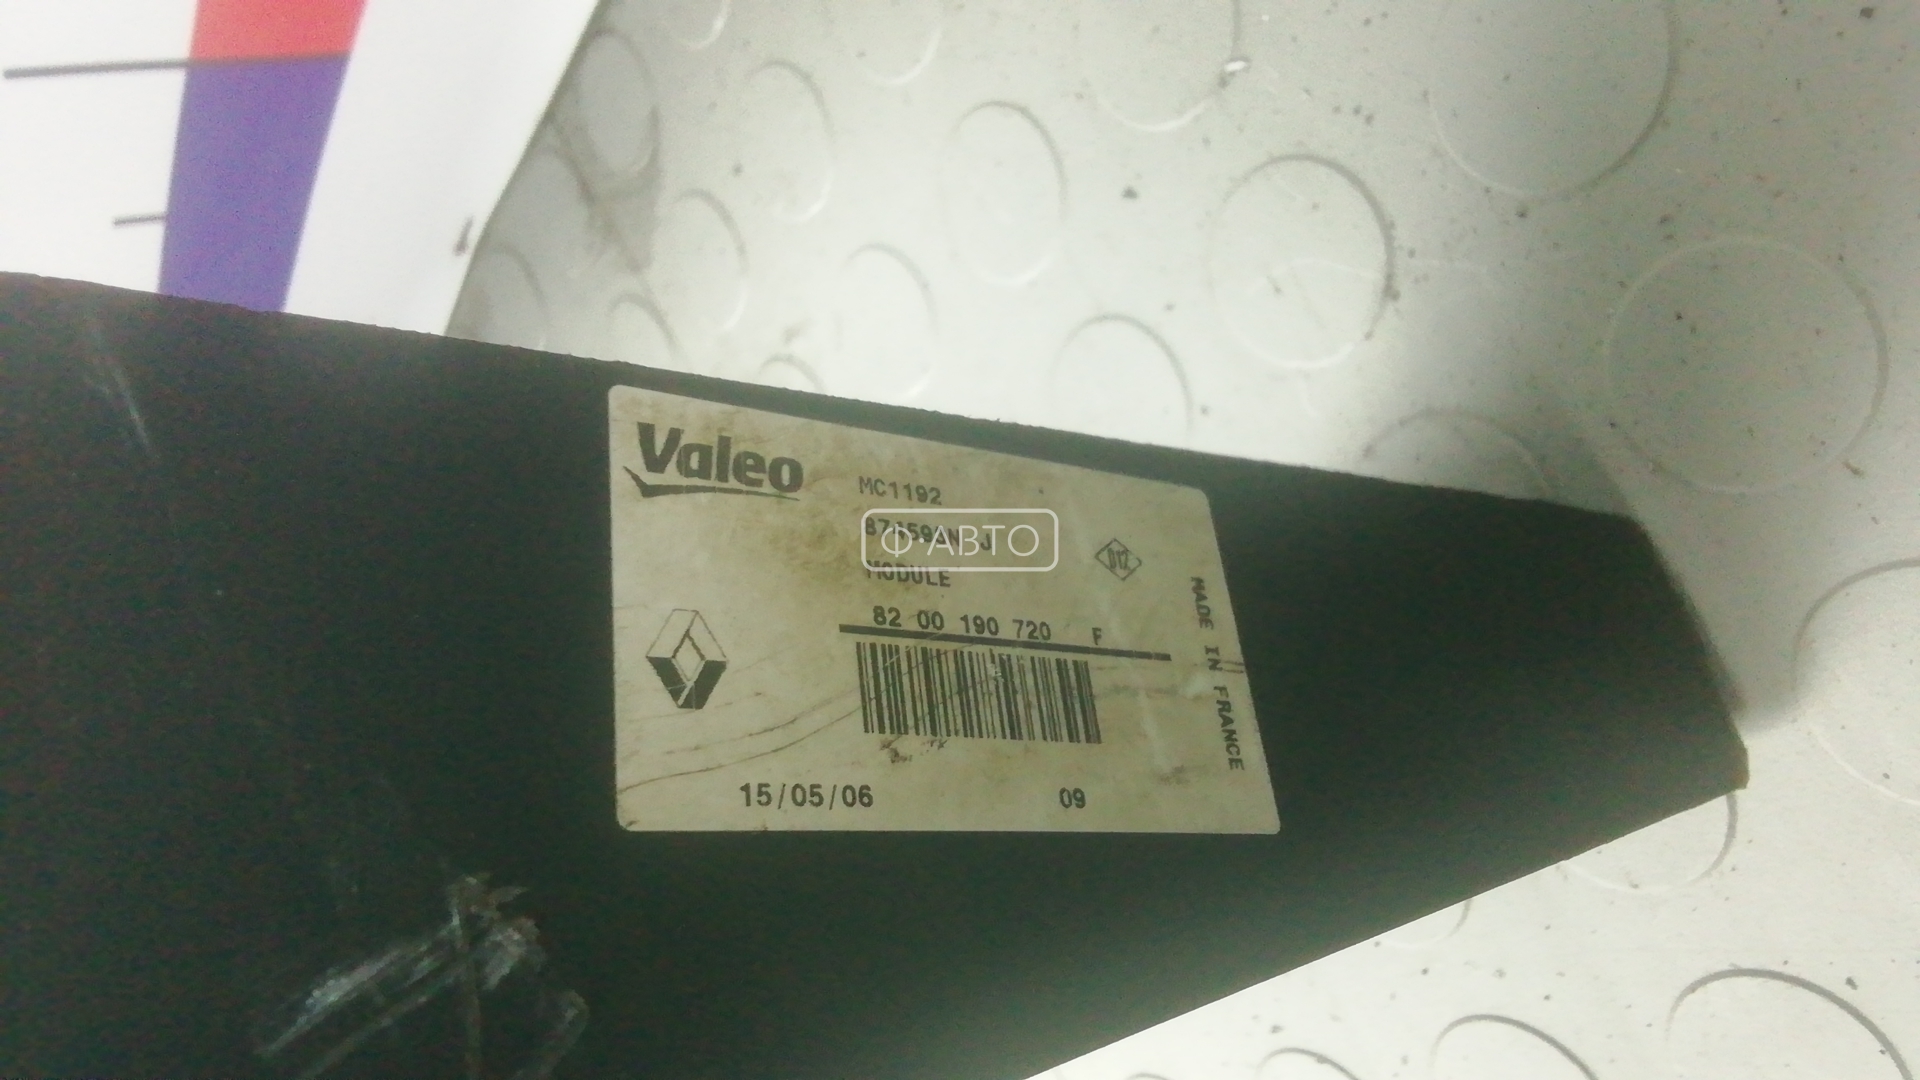 Valeo
MC1192
Ф·АВТО
MODULE
D12
82 00 190 720 F
MADE IN FRANCE
15/05/06 09